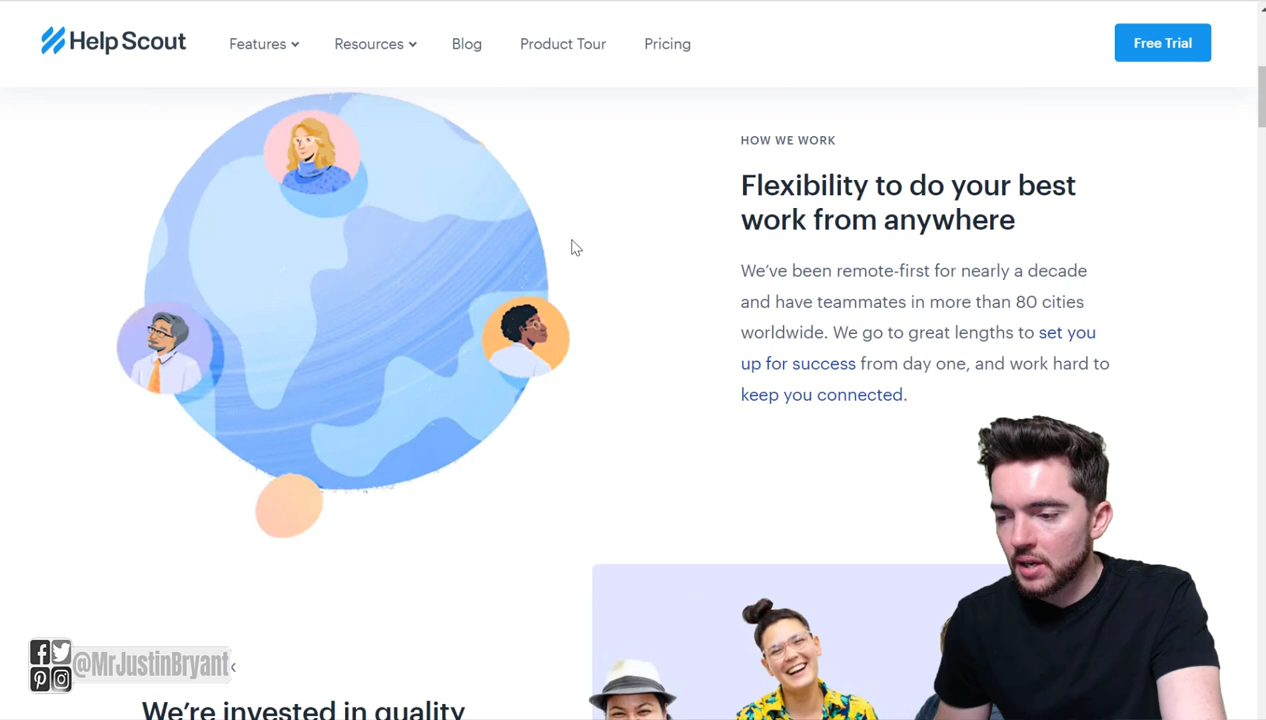 Help Scout
Features
Resources
Blog
Product Tour
Pricing
Free Trial
HOW WE WORK
Flexibility to do your best
work from anywhere
We've been remote-first for nearly a decade
and have teammates in more than 80 cities
worldwide. We go to great lengths to set you
up for success from day one, and work hard to
keep you connected.
@MrJustinBryant
We're invested in quality